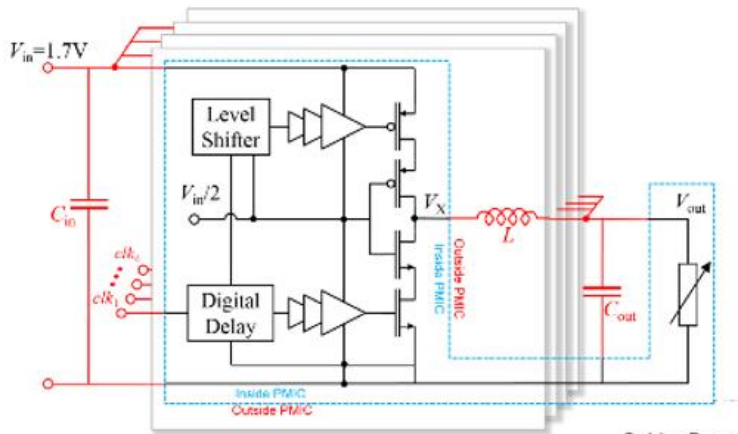 Vin=1.7V
Level
Shifter
Vin/2
VX
Vout
Cin
L
Cout
Outside PMIC
Inside PMIC
clk1
Digital
Delay
Inside PMIC
Outside PMIC